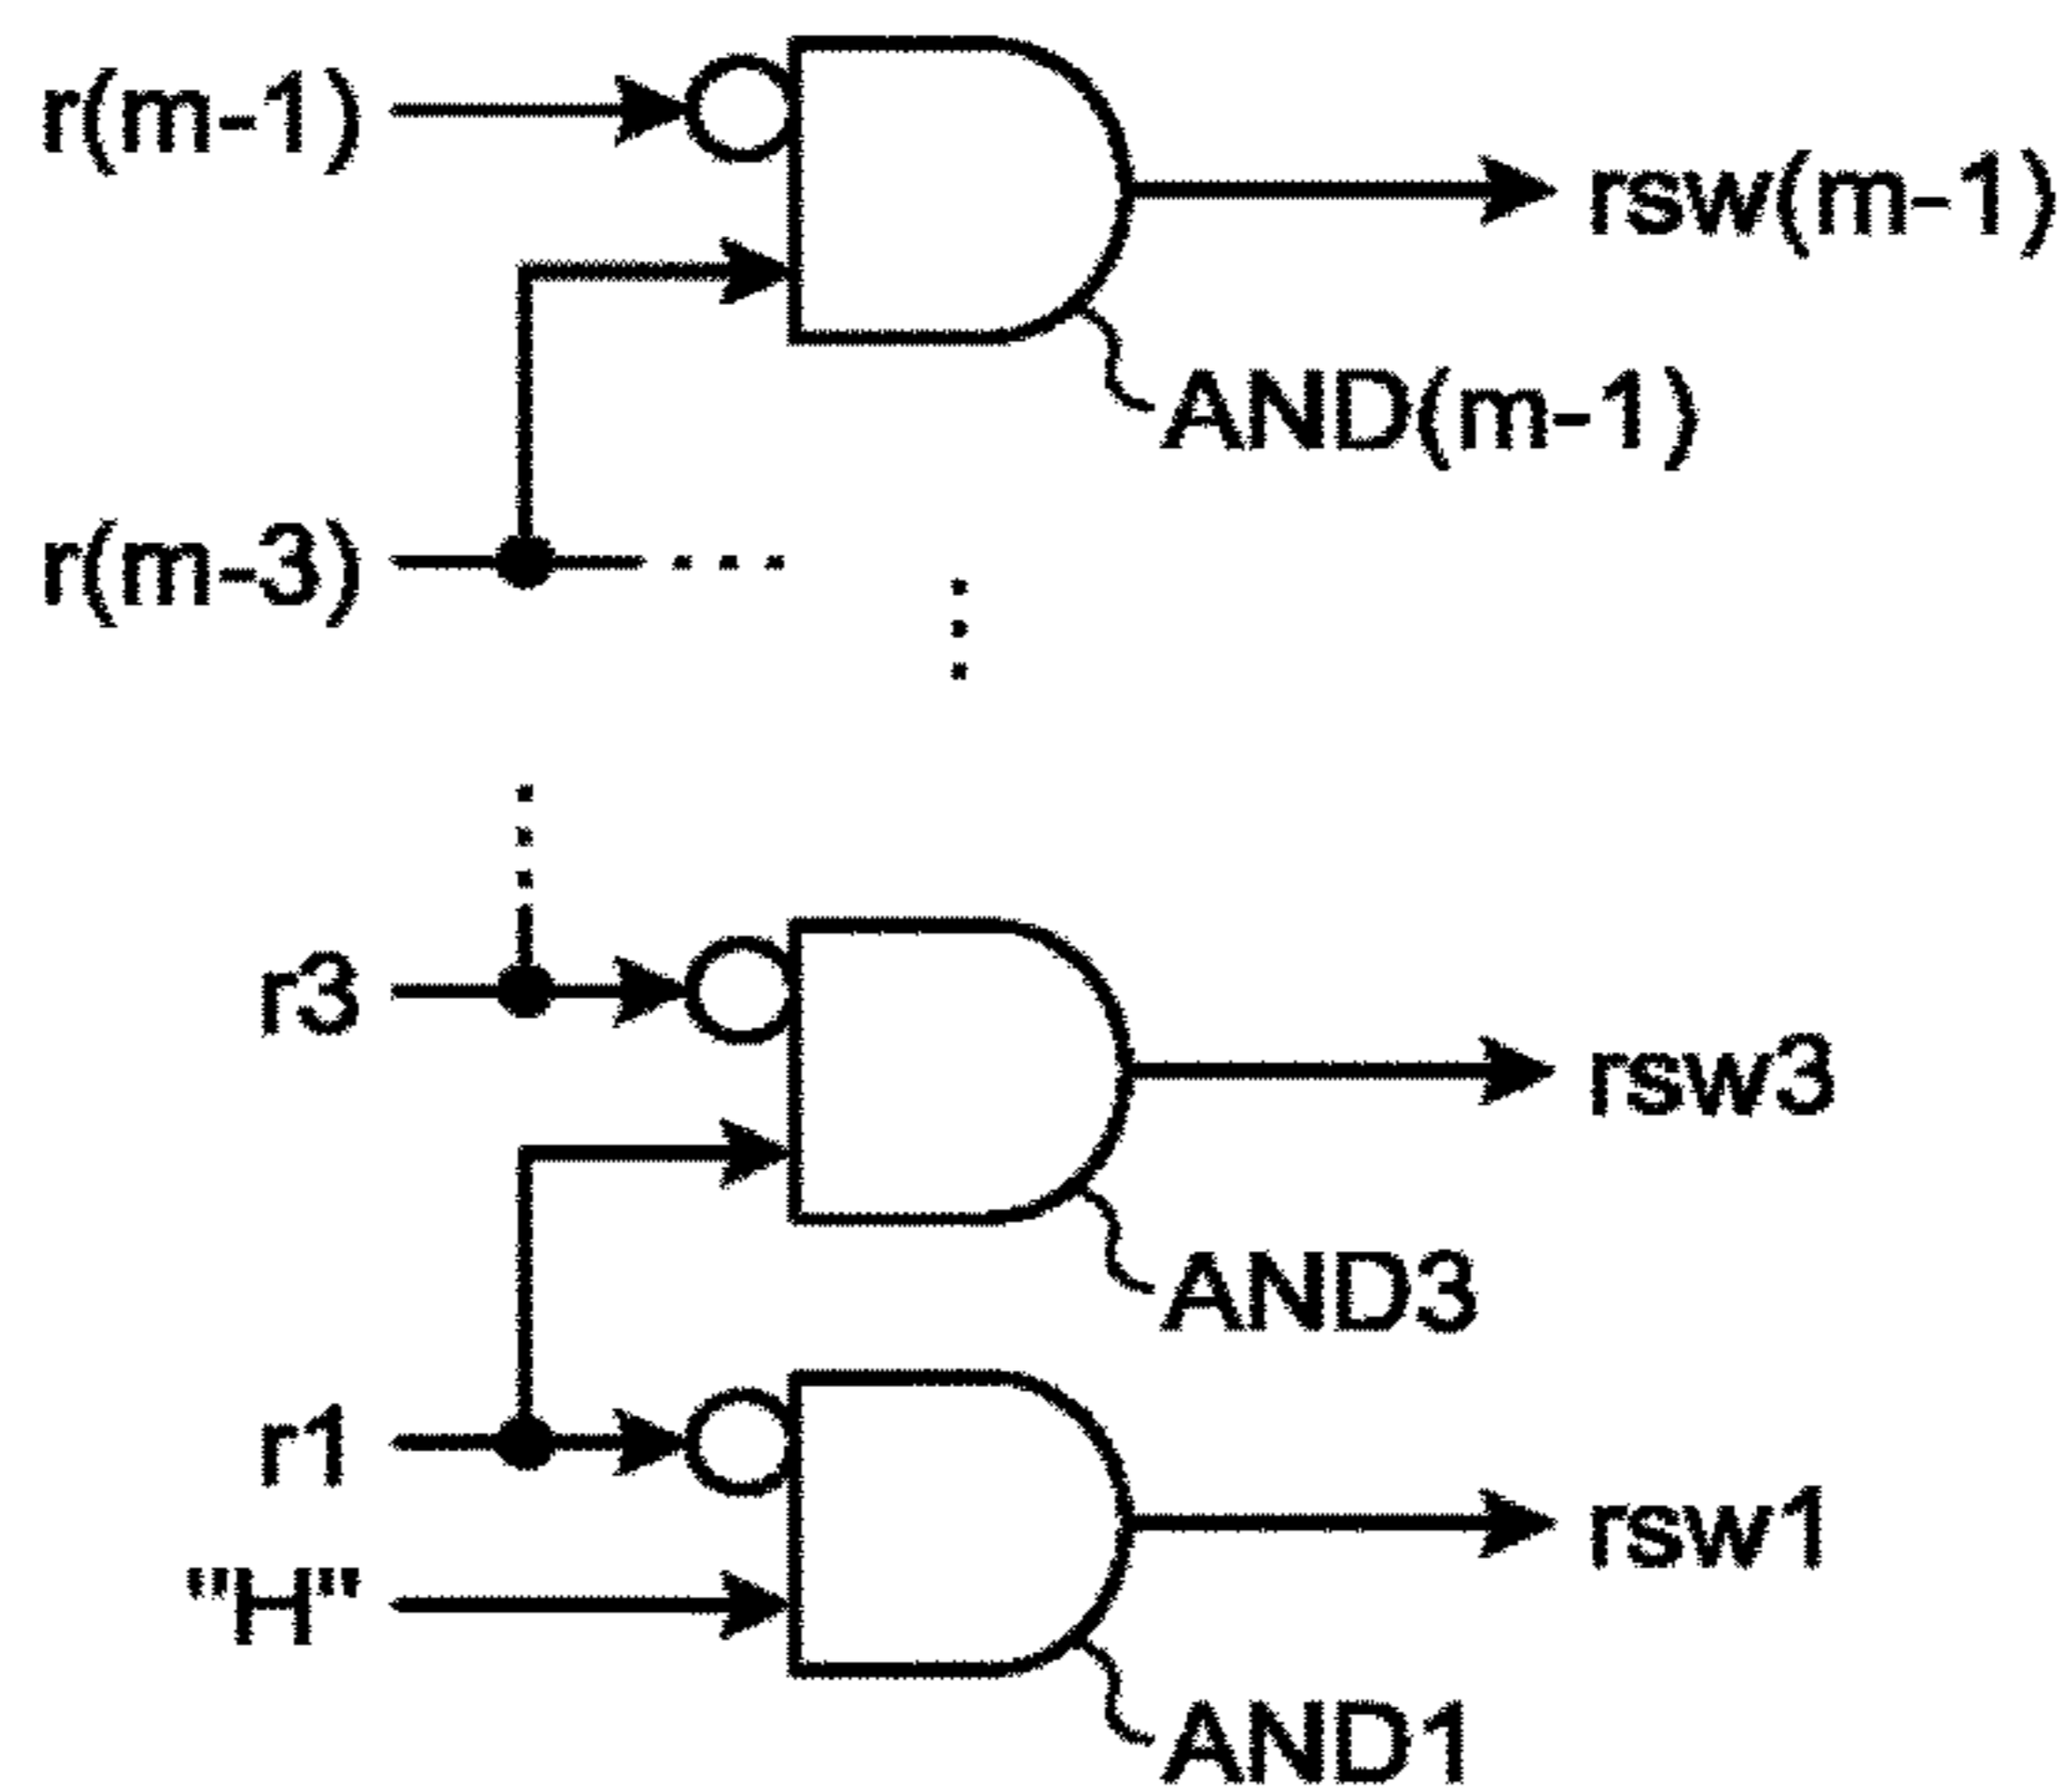 r(m-1)
rsw(m-1)
AND(m-1)
r(m-3)
r3
rsw3
AND3
r1
rsw1
"H"
AND1